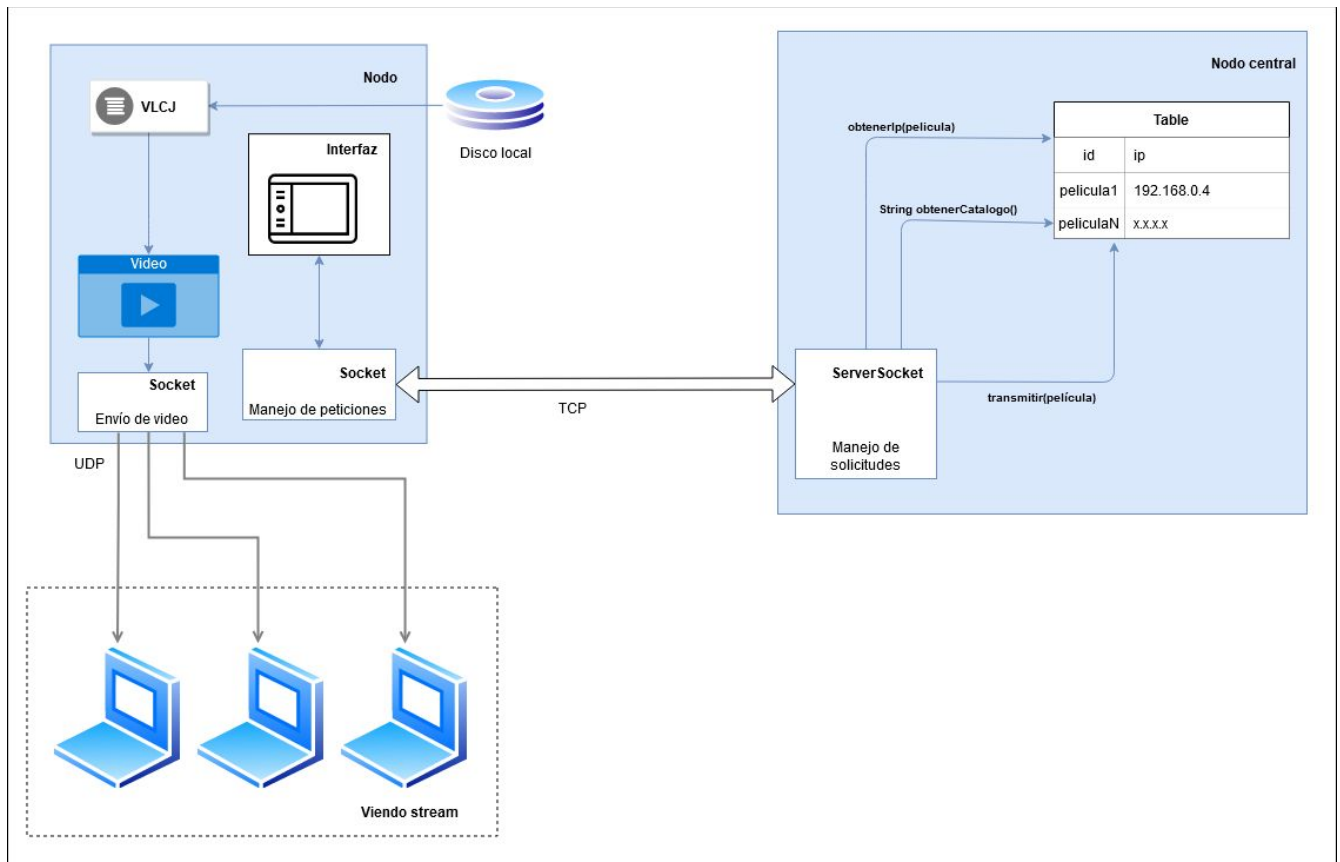 Nodo
VLCJ
Disco local
Interfaz
Video
Socket
Envío de video
Socket
Manejo de peticiones
UDP
TCP
Viendo stream
Nodo central
obtenerIp(pelicula)
Table
id ip
pelicula1 192.168.0.4
peliculaN x.x.x.x
String obtenerCatalogo()
ServerSocket
Manejo de
solicitudes
transmitir(película)